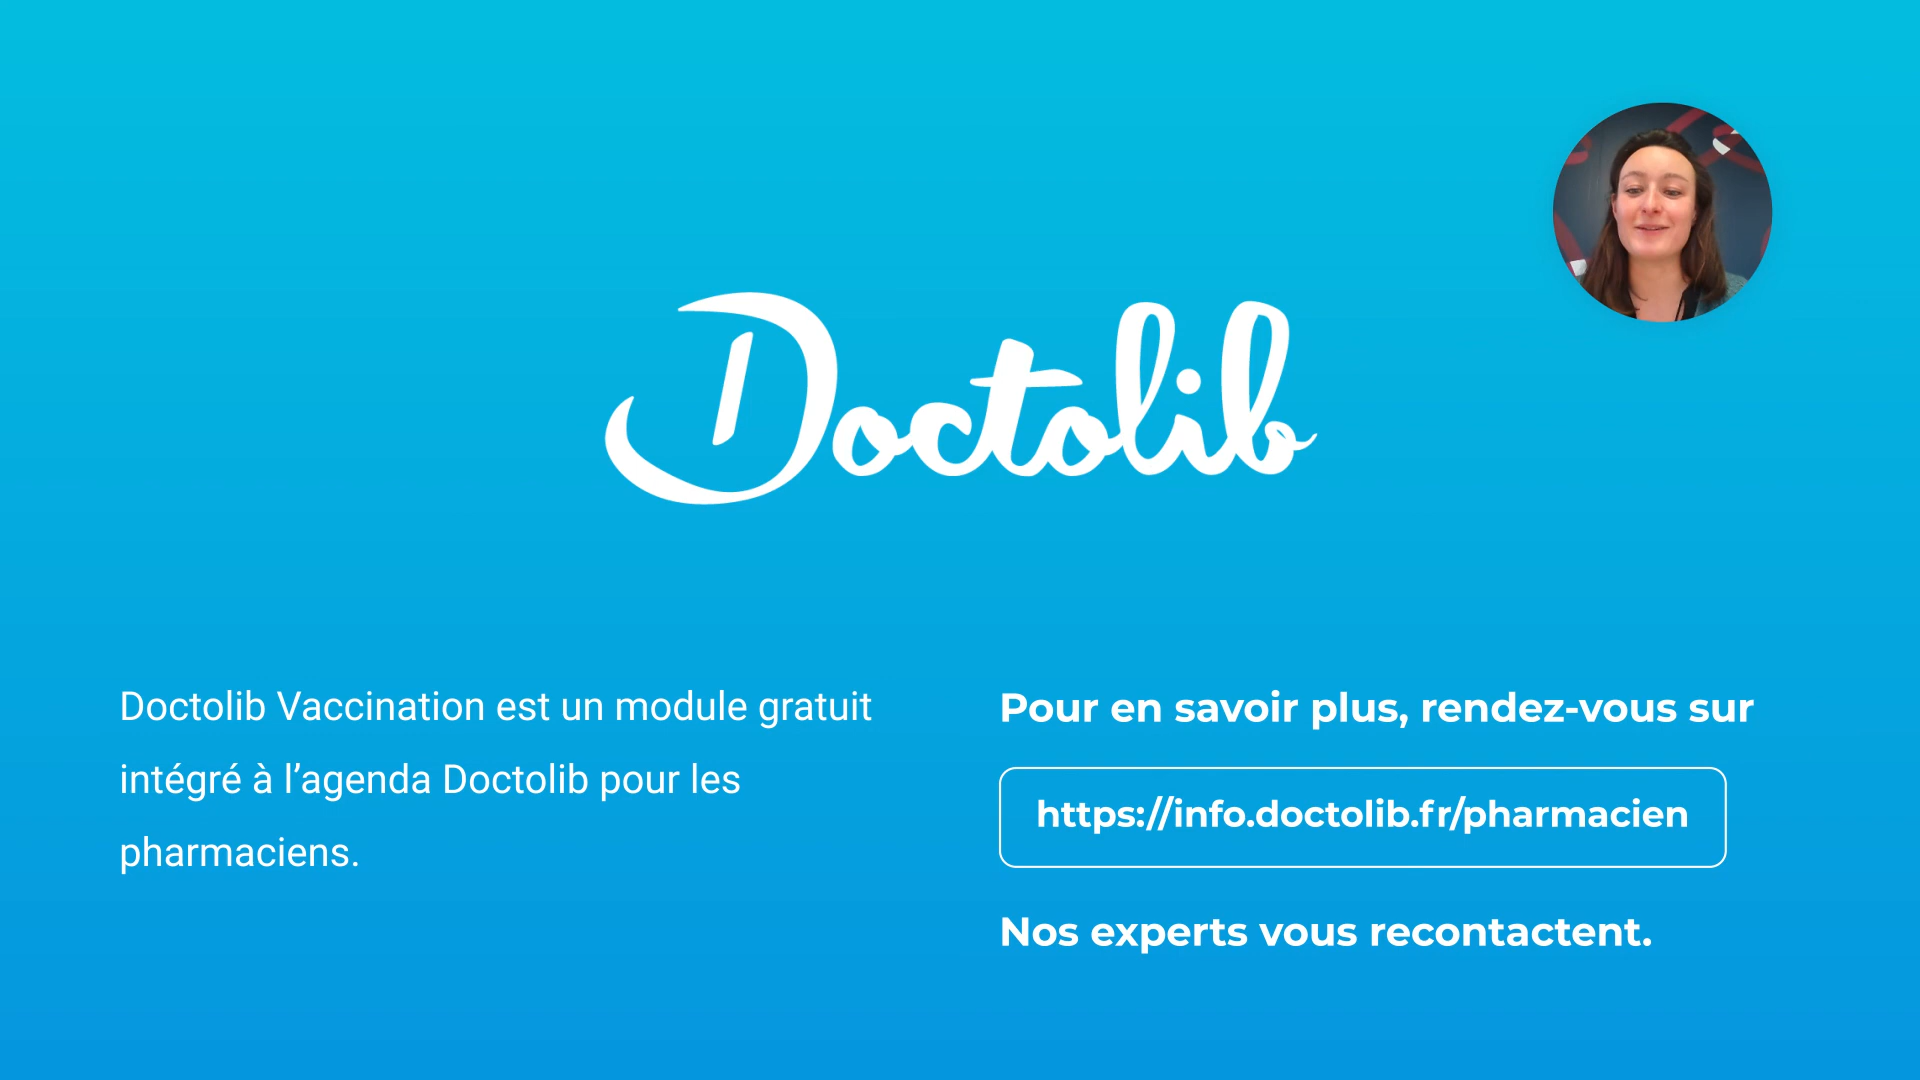 Doctolib
Doctolib Vaccination est un module gratuit
intégré à l’agenda Doctolib pour les
pharmaciens.
Pour en savoir plus, rendez-vous sur
https://info.doctolib.fr/pharmacien
Nos experts vous recontactent.